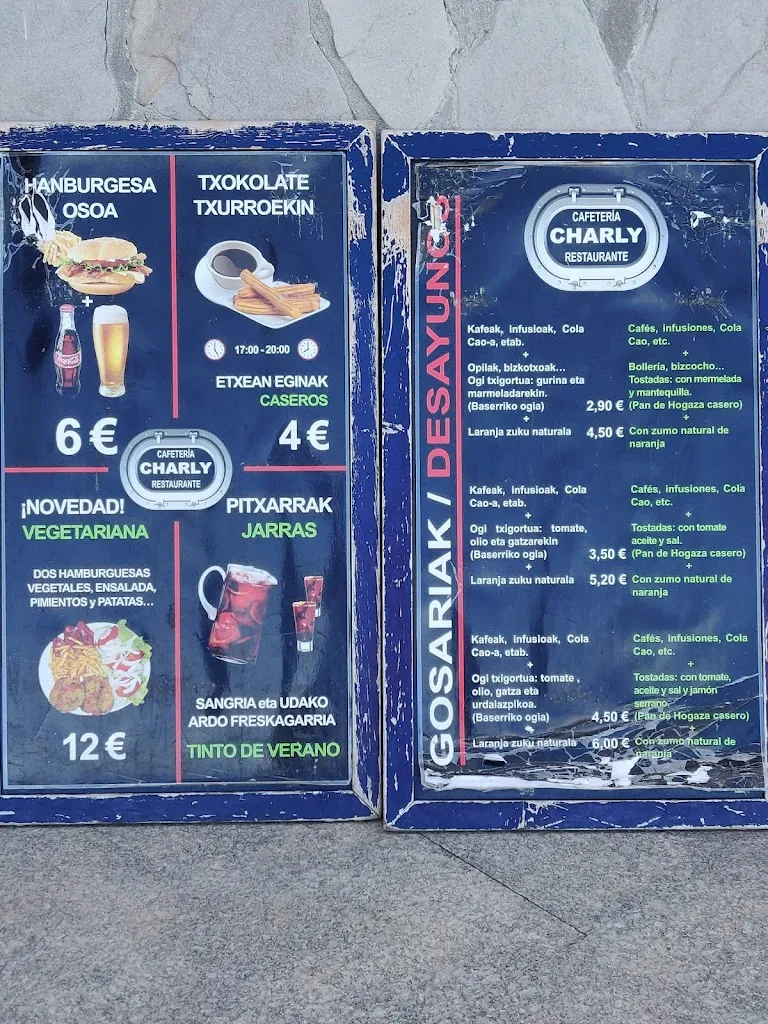 HANBURGESA
OSOA
+
Coca-Cola
6 €
TXOKOLATE
TXURROEKIN
17:00 - 20:00
ETXEAN EGINAK
CASEROS
4 €
CAFETERÍA
CHARLY
RESTAURANTE
¡NOVEDAD!
VEGETARIANA
DOS HAMBURGUESAS
VEGETALES, ENSALADA,
PIMIENTOS y PATATAS...
12 €
PITXARRAK
JARRAS
SANGRIA eta UDAKO
ARDO FRESKAGARRIA
TINTO DE VERANO
GOSARIAK / DESAYUNOS
CAFETERÍA
CHARLY
RESTAURANTE
Kafeak, infusioak, Cola
Cao-a, etab.
+
Opilak, bizkotxoak...
Ogi txigortua: gurina eta
marmeladarekin.
(Baserriko ogia) 2,90 €
+
Laranja zuku naturala 4,50 €
Cafés, infusiones, Cola
Cao, etc.
+
Bollería, bizcocho...
Tostadas: con mermelada
y mantequilla.
(Pan de Hogaza casero)
+
Con zumo natural de
naranja
Kafeak, infusioak, Cola
Cao-a, etab.
+
Ogi txigortua: tomate,
olio eta gatzarekin
(Baserriko ogia) 3,50 €
+
Laranja zuku naturala 5,20 €
Cafés, infusiones, Cola
Cao, etc.
+
Tostadas: con tomate
aceite y sal.
(Pan de Hogaza casero)
+
Con zumo natural de
naranja
Kafeak, infusioak, Cola
Cao-a, etab.
+
Ogi txigortua: tomate ,
olio, gatza eta
urdaiazpikoa.
(Baserriko ogia) 4,50 €
+
Laranja zuku naturala 6,00 €
Cafés, infusiones, Cola
Cao, etc.
+
Tostadas: con tomate,
aceite y sal y jamón
serrano.
(Pan de Hogaza casero)
+
Con zumo natural de
naranja